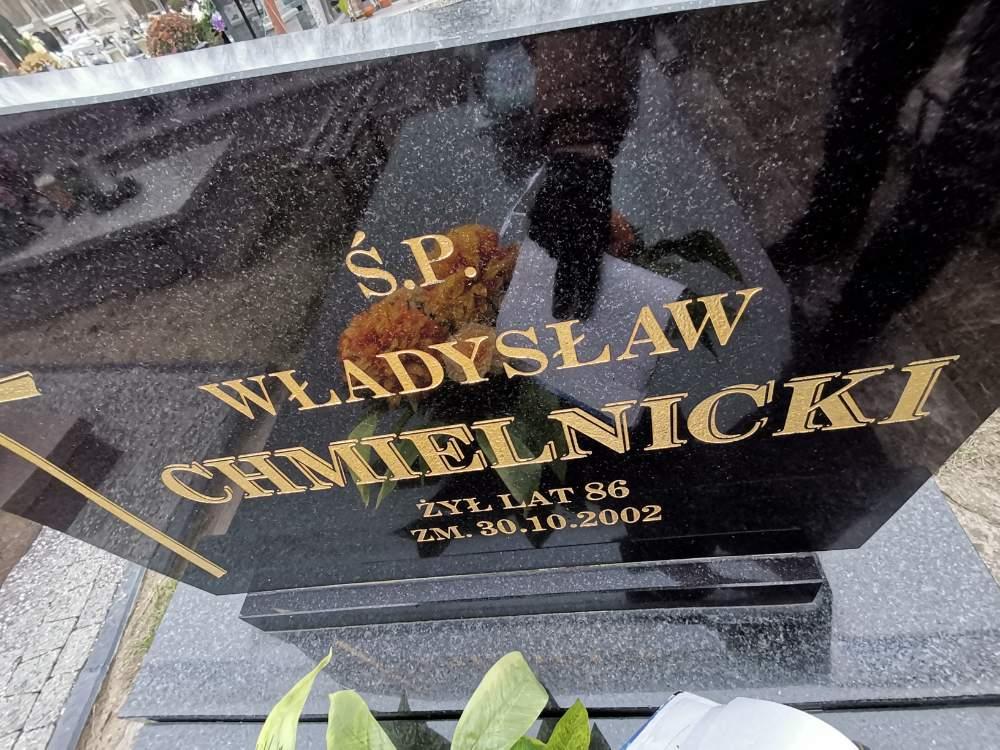 Ś.P.
WŁADYSŁAW
CHMIELNICKI
ŻYŁ LAT 86
ZM. 30.10.2002